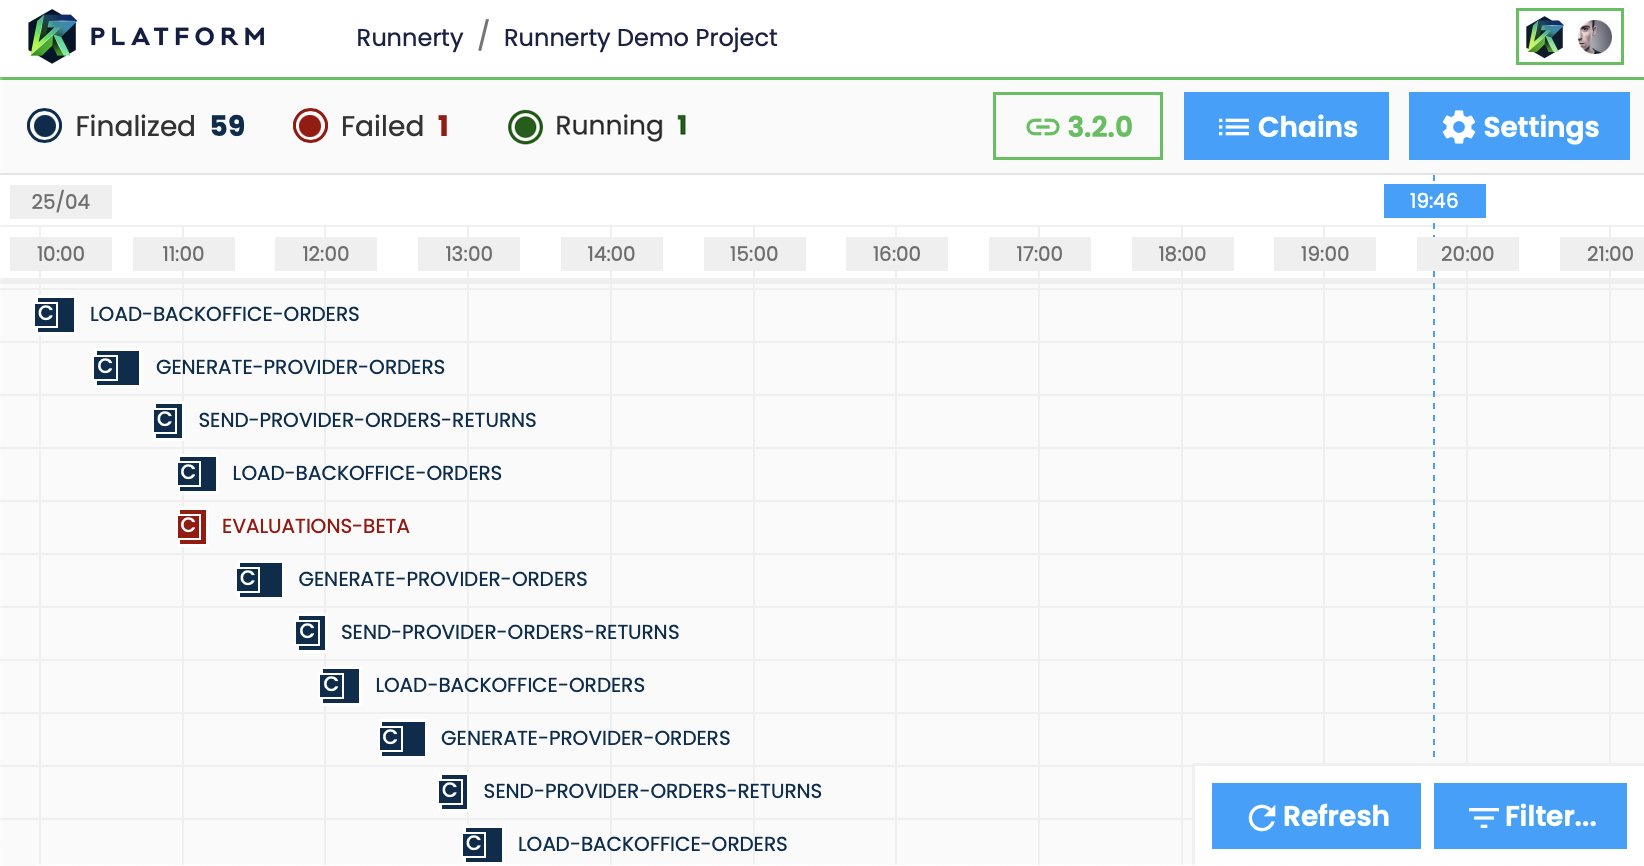 PLATFORM Runnerty / Runnerty Demo Project
Finalized 59 Failed 1 Running 1 3.2.0 Chains Settings
25/04 19:46
10:00 11:00 12:00 13:00 14:00 15:00 16:00 17:00 18:00 19:00 20:00 21:00
C LOAD-BACKOFFICE-ORDERS
C GENERATE-PROVIDER-ORDERS
C SEND-PROVIDER-ORDERS-RETURNS
C LOAD-BACKOFFICE-ORDERS
C EVALUATIONS-BETA
C GENERATE-PROVIDER-ORDERS
C SEND-PROVIDER-ORDERS-RETURNS
C LOAD-BACKOFFICE-ORDERS
C GENERATE-PROVIDER-ORDERS
C SEND-PROVIDER-ORDERS-RETURNS
C LOAD-BACKOFFICE-ORDERS
Refresh Filter...